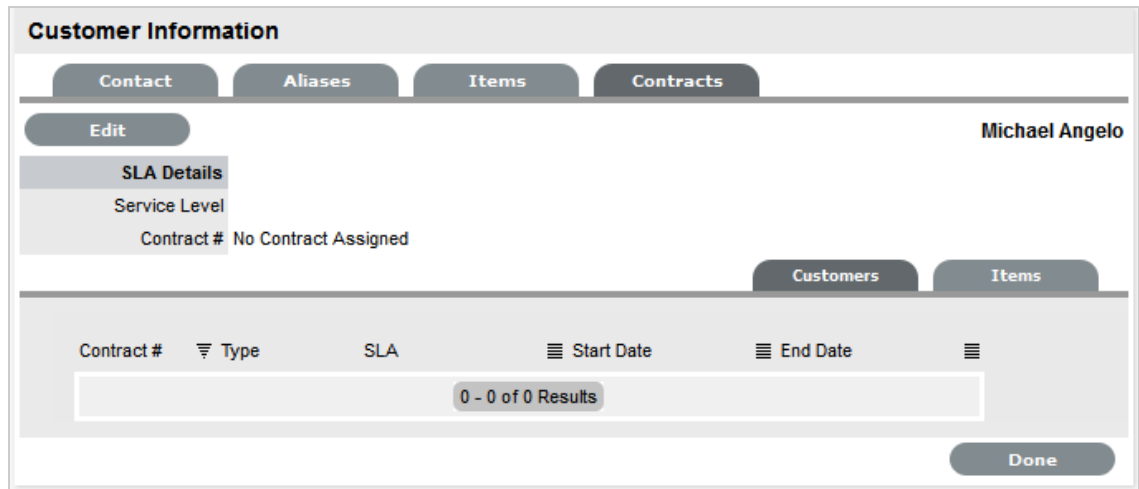 Customer Information
Contact Aliases Items Contracts
Edit Michael Angelo
SLA Details
Service Level
Contract # No Contract Assigned
Customers Items
Contract # Type SLA Start Date End Date
0 - 0 of 0 Results
Done